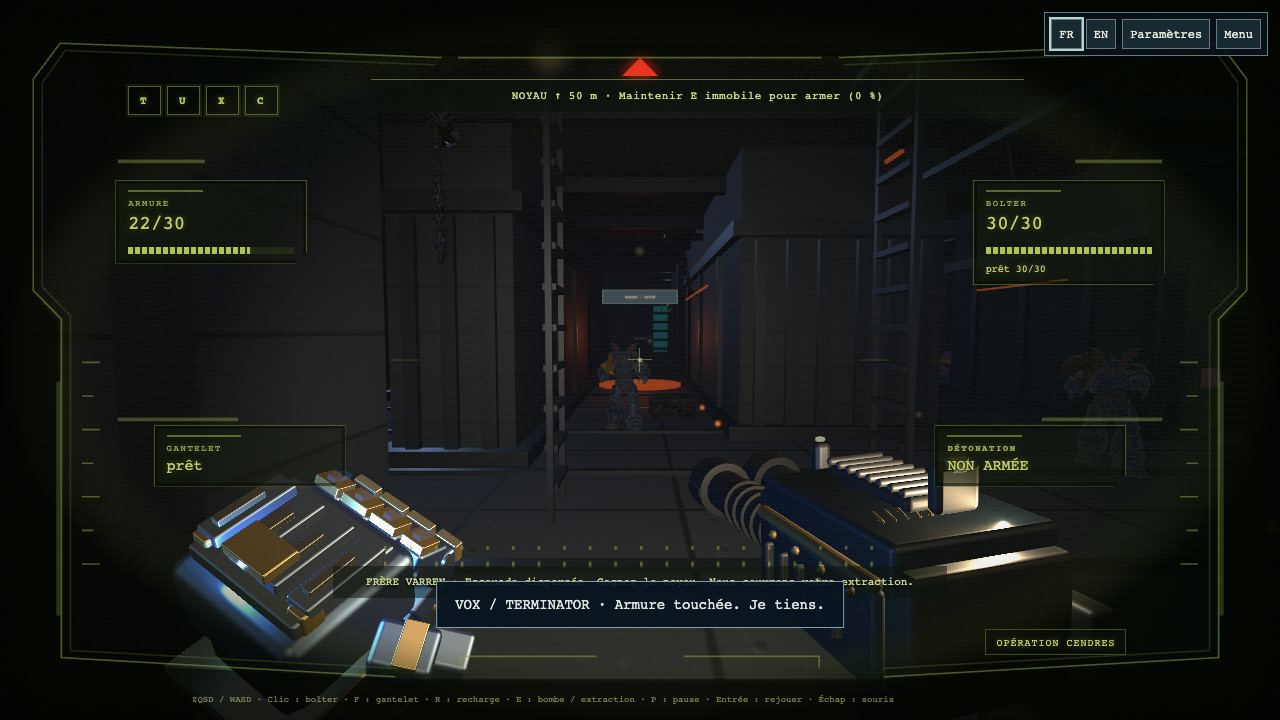 FR EN Paramètres Menu
T U X C
NOYAU ↑ 50 m · Maintenir E immobile pour armer (0 %)
ARMURE
22/30
BOLTER
30/30
prêt 30/30
GANTELET
prêt
DÉTONATION
NON ARMÉE
FRÈRE VARREN extraction.
VOX / TERMINATOR · Armure touchée. Je tiens.
OPÉRATION CENDRES
ZQSD / WASD · Clic : bolter · F : gantelet · R : recharge · E : bombe / extraction · P : pause · Entrée : rejouer · Échap : souris